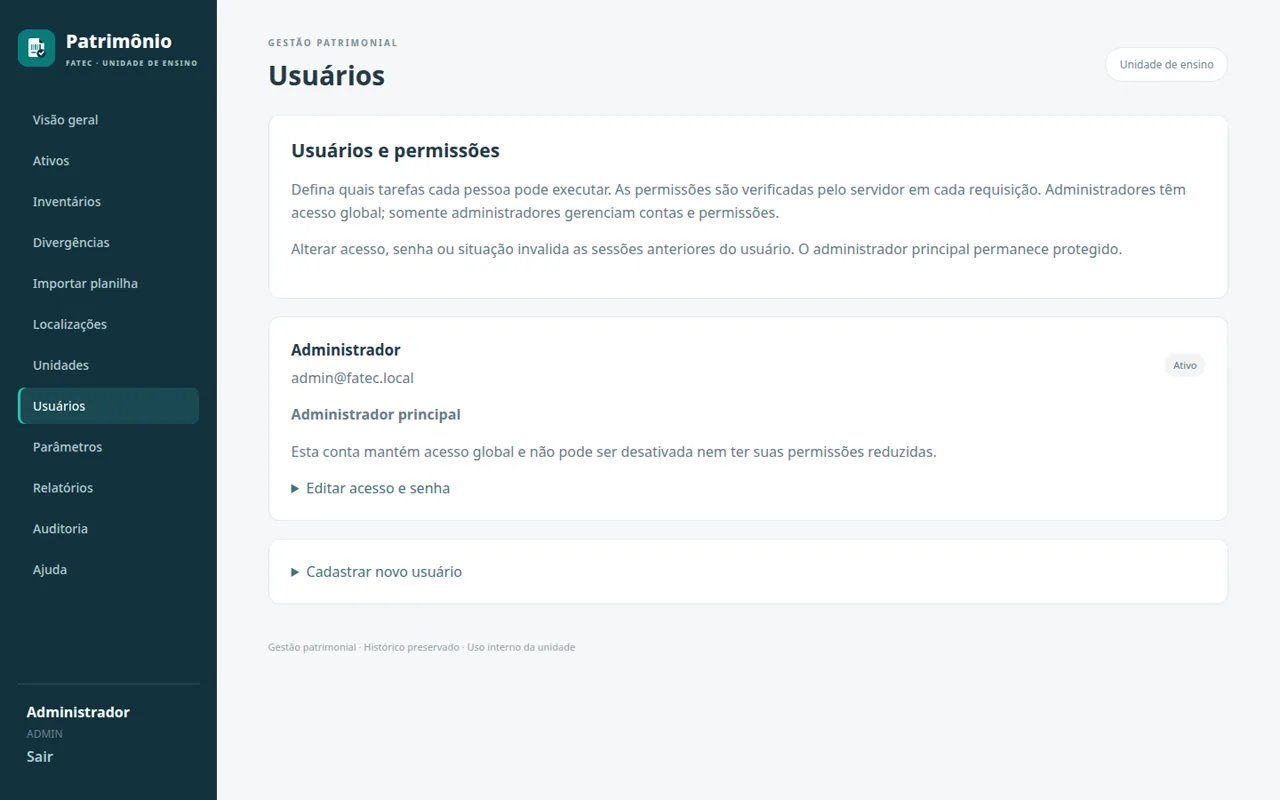 Patrimônio
FATEC · UNIDADE DE ENSINO
Visão geral
Ativos
Inventários
Divergências
Importar planilha
Localizações
Unidades
Usuários
Parâmetros
Relatórios
Auditoria
Ajuda
Administrador
ADMIN
Sair
GESTÃO PATRIMONIAL
Usuários
Unidade de ensino
Usuários e permissões
Defina quais tarefas cada pessoa pode executar. As permissões são verificadas pelo servidor em cada requisição. Administradores têm
acesso global; somente administradores gerenciam contas e permissões.
Alterar acesso, senha ou situação invalida as sessões anteriores do usuário. O administrador principal permanece protegido.
Administrador
admin@fatec.local
Ativo
Administrador principal
Esta conta mantém acesso global e não pode ser desativada nem ter suas permissões reduzidas.
Editar acesso e senha
Cadastrar novo usuário
Gestão patrimonial · Histórico preservado · Uso interno da unidade